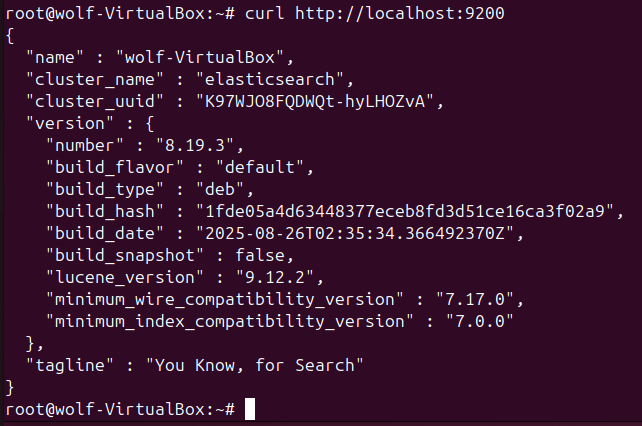 root@wolf-VirtualBox:~# curl http://localhost:9200
{
  "name" : "wolf-VirtualBox",
  "cluster_name" : "elasticsearch",
  "cluster_uuid" : "K97WJO8FQDWQt-hyLHOZvA",
  "version" : {
    "number" : "8.19.3",
    "build_flavor" : "default",
    "build_type" : "deb",
    "build_hash" : "1fde05a4d63448377eceb8fd3d51ce16ca3f02a9",
    "build_date" : "2025-08-26T02:35:34.366492370Z",
    "build_snapshot" : false,
    "lucene_version" : "9.12.2",
    "minimum_wire_compatibility_version" : "7.17.0",
    "minimum_index_compatibility_version" : "7.0.0"
  },
  "tagline" : "You Know, for Search"
}
root@wolf-VirtualBox:~#